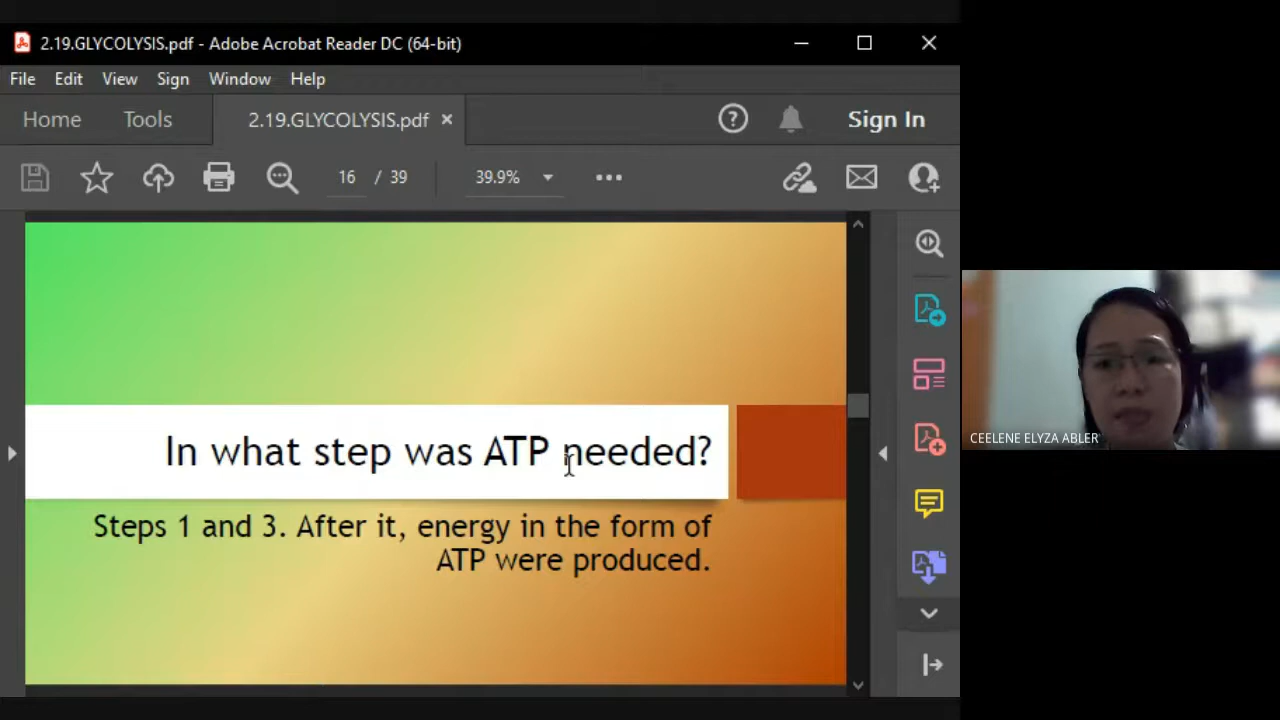 2.19.GLYCOLYSIS.pdf - Adobe Acrobat Reader DC (64-bit)
File Edit View Sign Window Help
Home Tools 2.19.GLYCOLYSIS.pdf × ? Sign In
16 / 39 39.9%
In what step was ATP needed?
Steps 1 and 3. After it, energy in the form of
ATP were produced.
CEELENE ELYZA ABLER